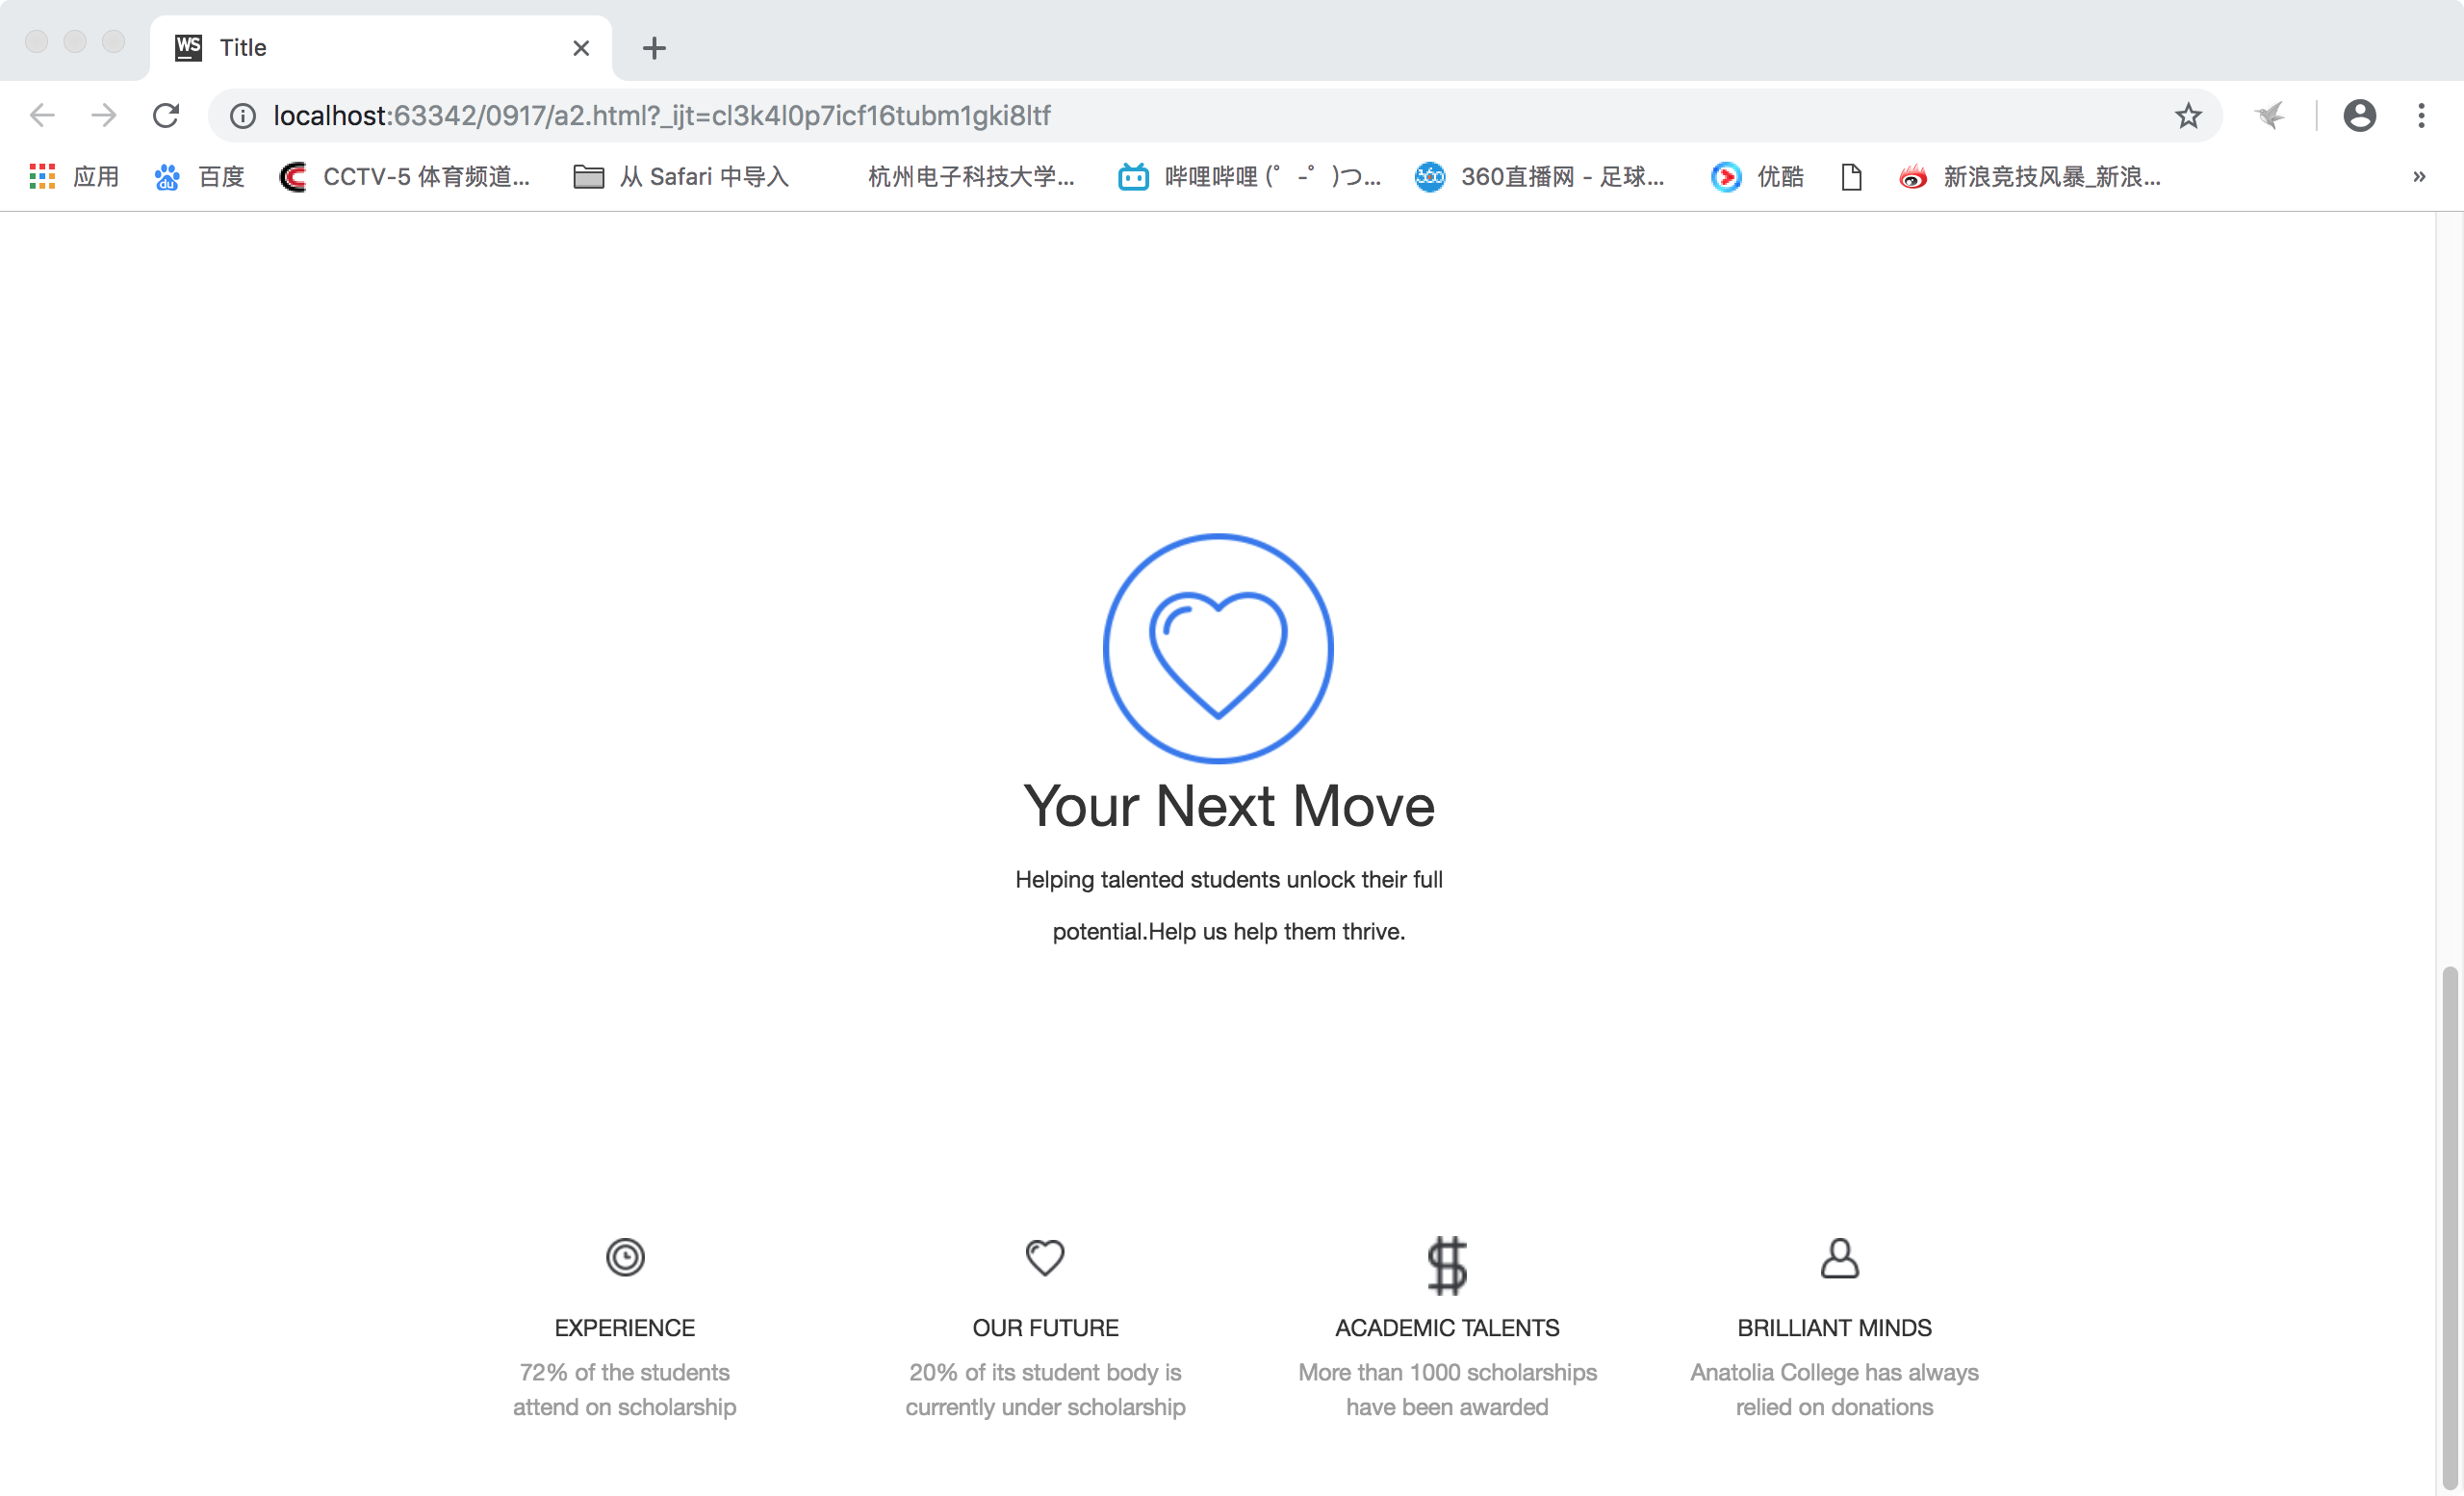 WS Title
localhost:63342/0917/a2.html?_ijt=cl3k4l0p7icf16tubm1gki8ltf
应用 du 百度 CCTV-5 体育频道... 从 Safari 中导入 杭州电子科技大学... 哔哩哔哩 (゜-゜)つ... 360 360直播网 - 足球... 优酷 新浪竞技风暴_新浪... »
Your Next Move
Helping talented students unlock their full
potential.Help us help them thrive.
EXPERIENCE
72% of the students
attend on scholarship
OUR FUTURE
20% of its student body is
currently under scholarship
ACADEMIC TALENTS
More than 1000 scholarships
have been awarded
BRILLIANT MINDS
Anatolia College has always
relied on donations